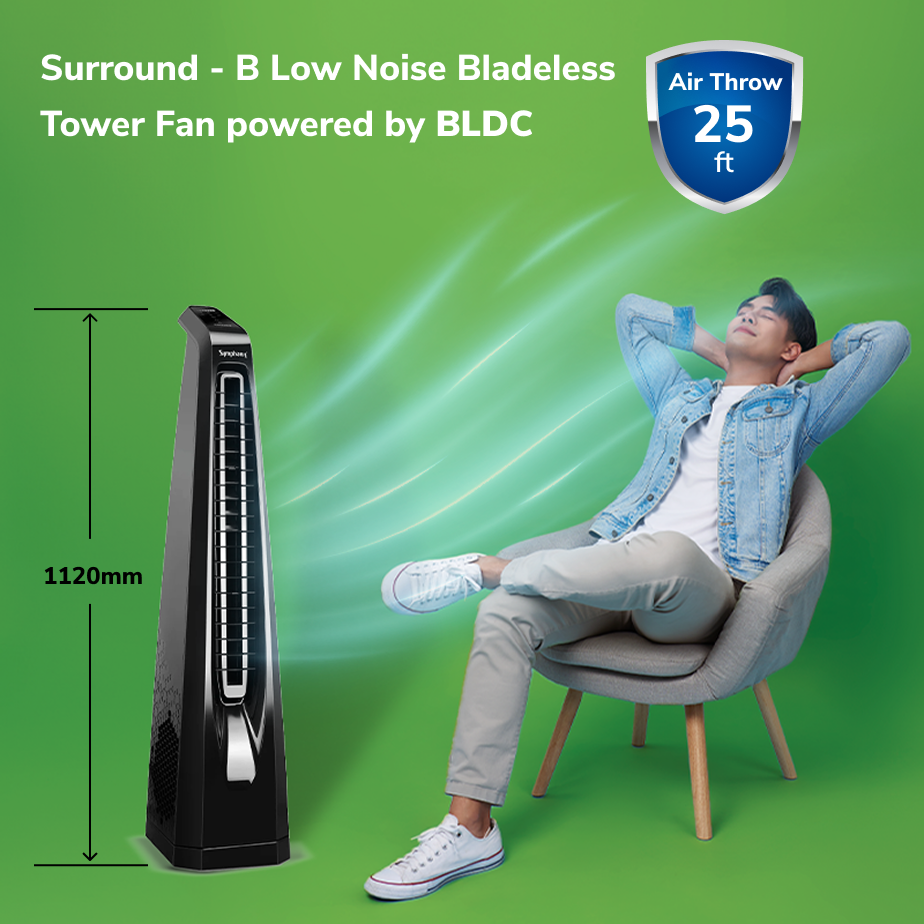 Surround - B Low Noise Bladeless
Tower Fan powered by BLDC
Air Throw
25
ft
Symphony
1120mm